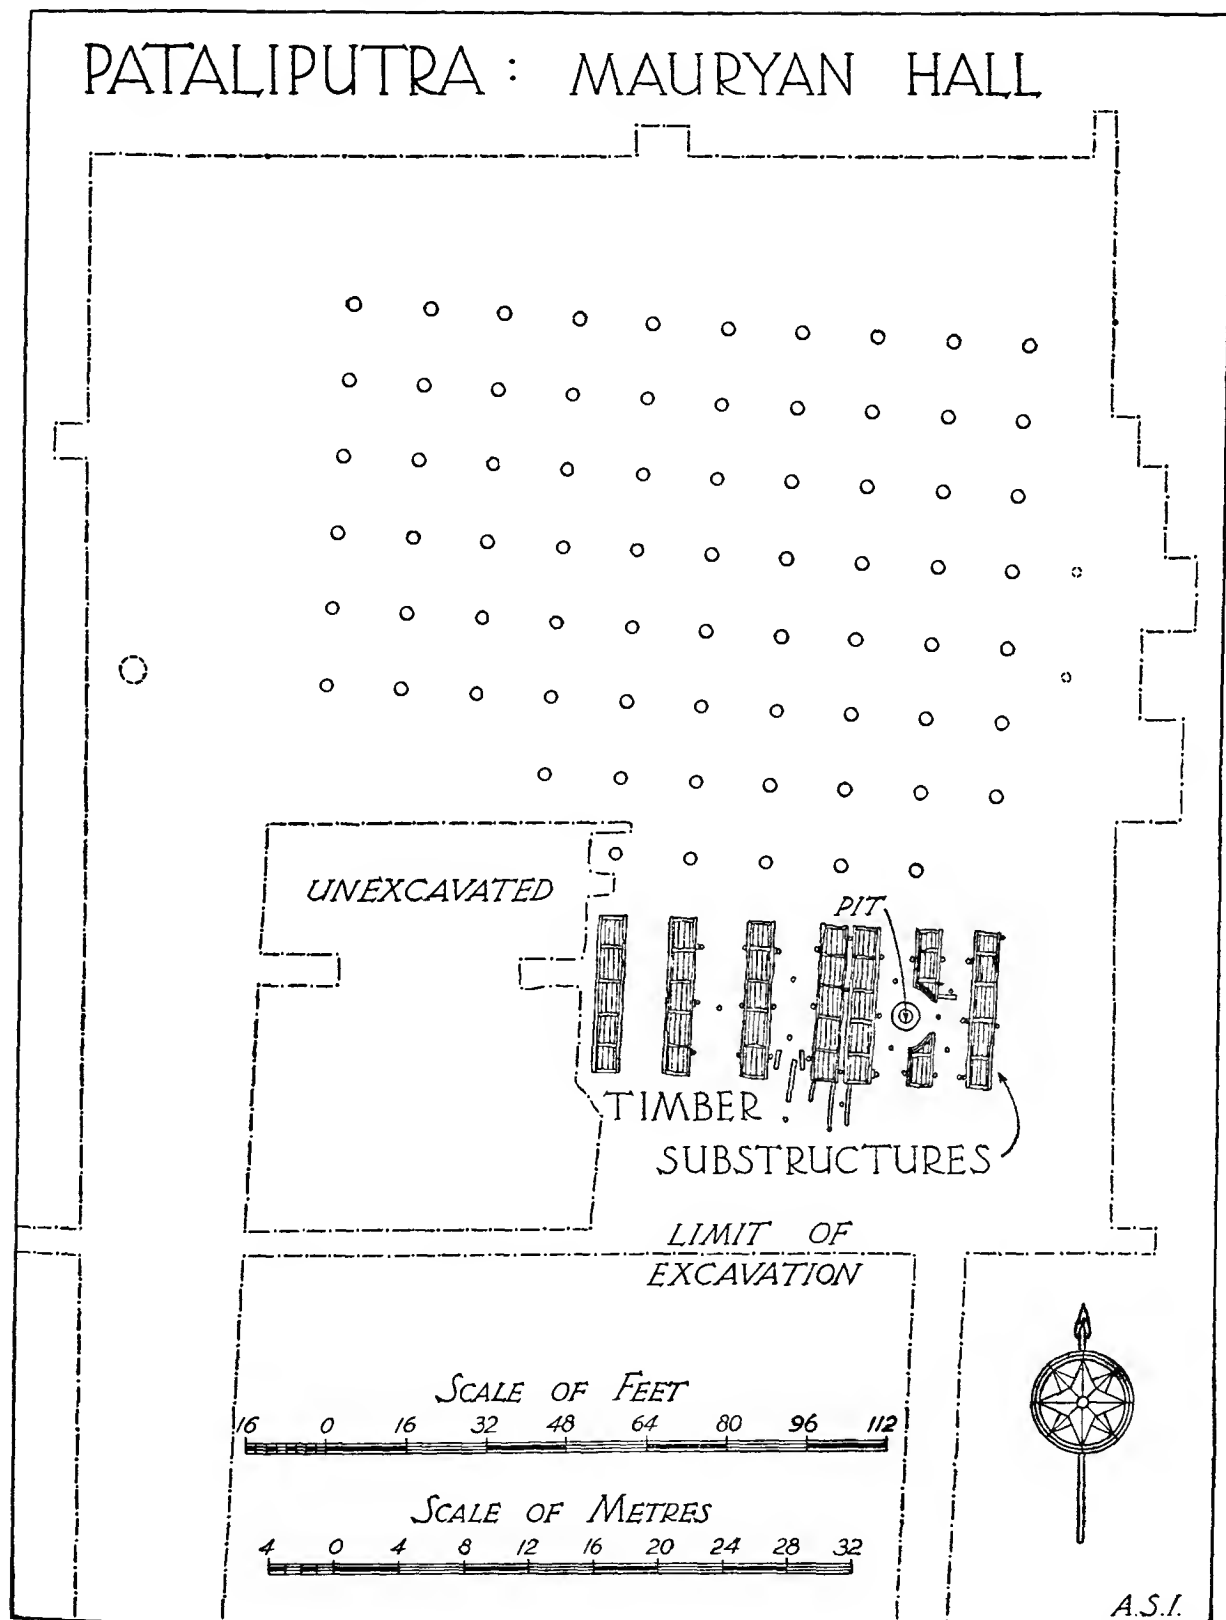 PATALIPUTRA : MAURYAN HALL
UNEXCAVATED
PIT
TIMBER
SUBSTRUCTURES
LIMIT OF
EXCAVATION
SCALE OF FEET
16 0 16 32 48 64 80 96 112
SCALE OF METRES
4 0 4 8 12 16 20 24 28 32
A.S.I.